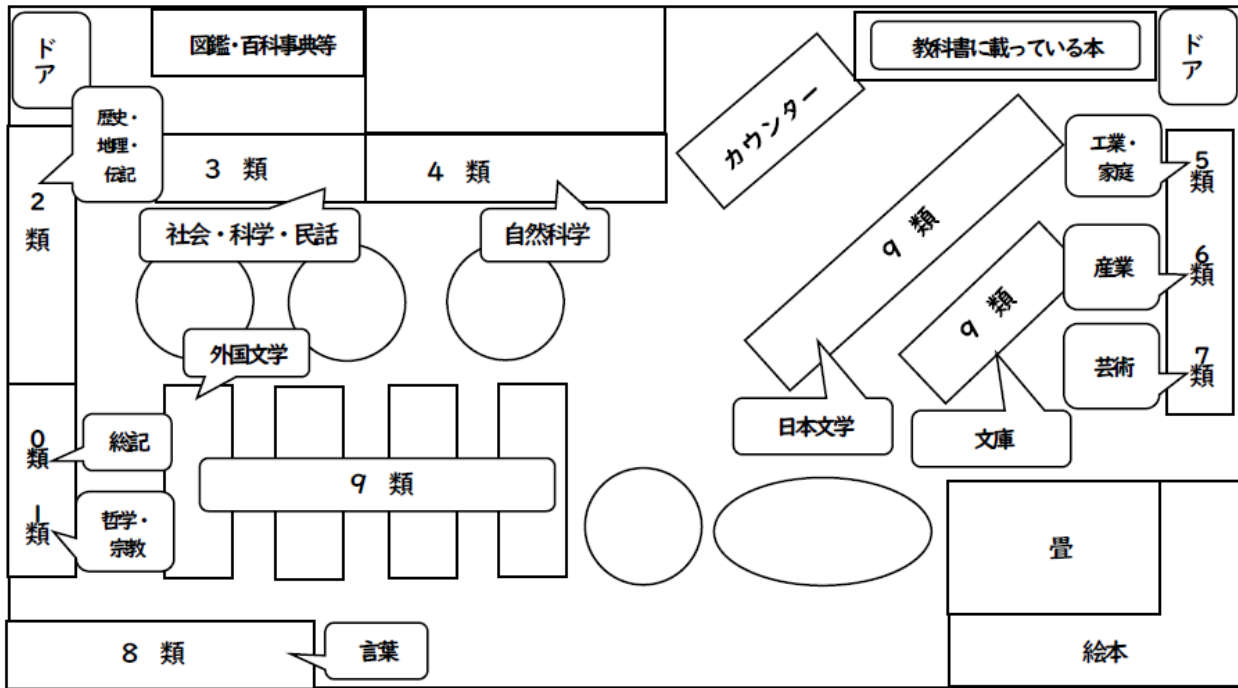 ド
ア
図鑑・百科事典等
教科書に載っている本
ド
ア
カウンター
歴史・
地理・
伝記
2
類
3 類
4 類
社会・科学・民話
自然科学
9 類
9 類
工業・
家庭
5
類
産業
6
類
芸術
7
類
外国文学
日本文学
文庫
0
類
総記
9 類
1
類
哲学・
宗教
畳
8 類
言葉
絵本